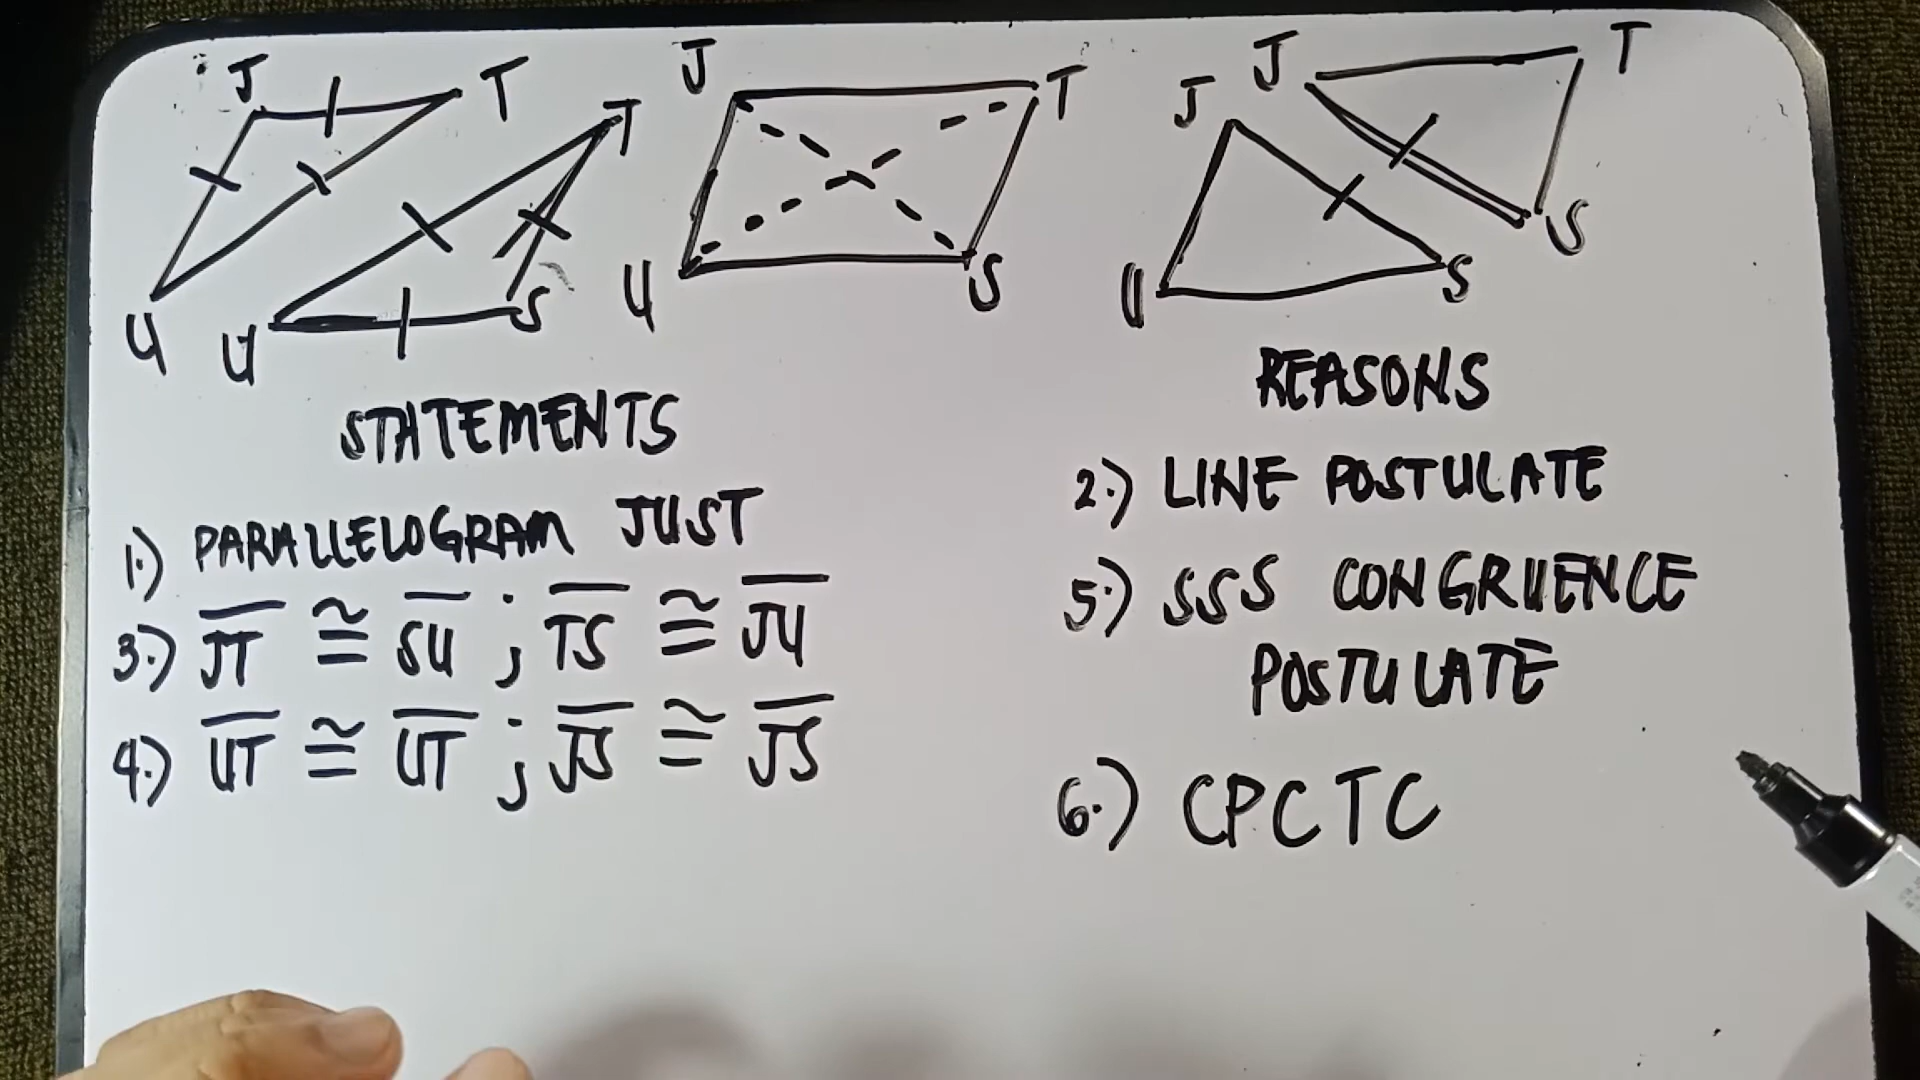 J T T
U U S
J T
U S
J T
J S
U S
STATEMENTS
1.) PARALLELOGRAM JUST
3.) JT ≅ SU ; TS ≅ JU
4.) UT ≅ UT ; JS ≅ JS
REASONS
2.) LINE POSTULATE
5.) SSS CONGRUENCE
POSTULATE
6.) CPCTC